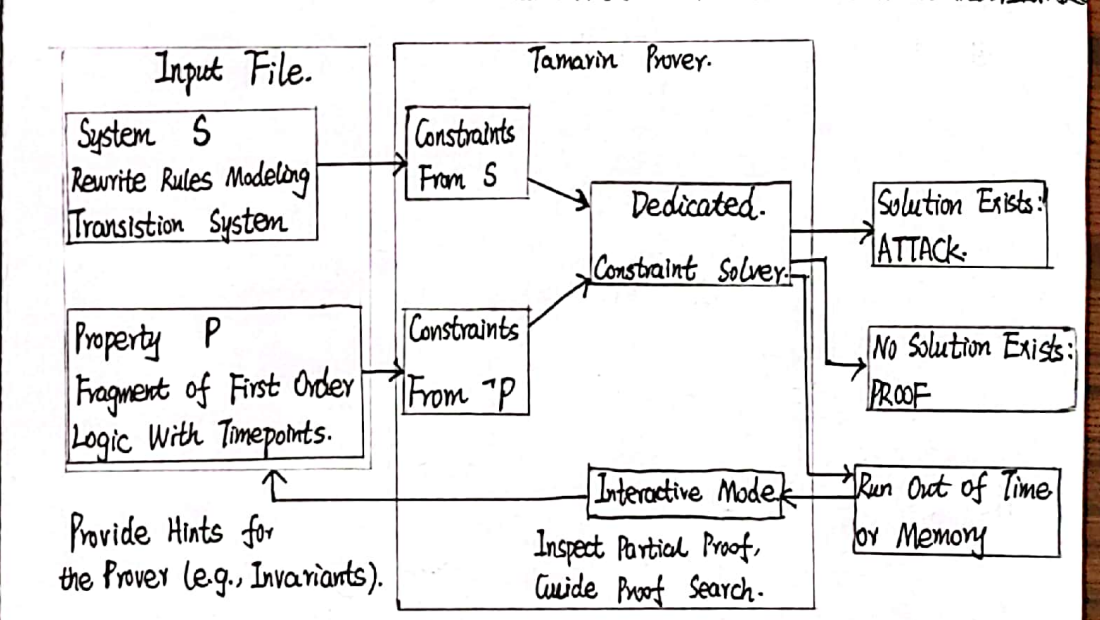 Input File.
System S
Rewrite Rules Modeling
Transistion System
Property P
Fragment of First Order
Logic With Timepoints.
Provide Hints for
the Prover (e.g., Invariants).
Tamarin Prover.
Constraints
From S
Constraints
From ¬P
Dedicated.
Constraint Solver.
Interactive Mode
Inspect Partial Proof,
Guide Proof Search.
Solution Exists:
ATTACK.
No Solution Exists:
PROOF
Run Out of Time
or Memory